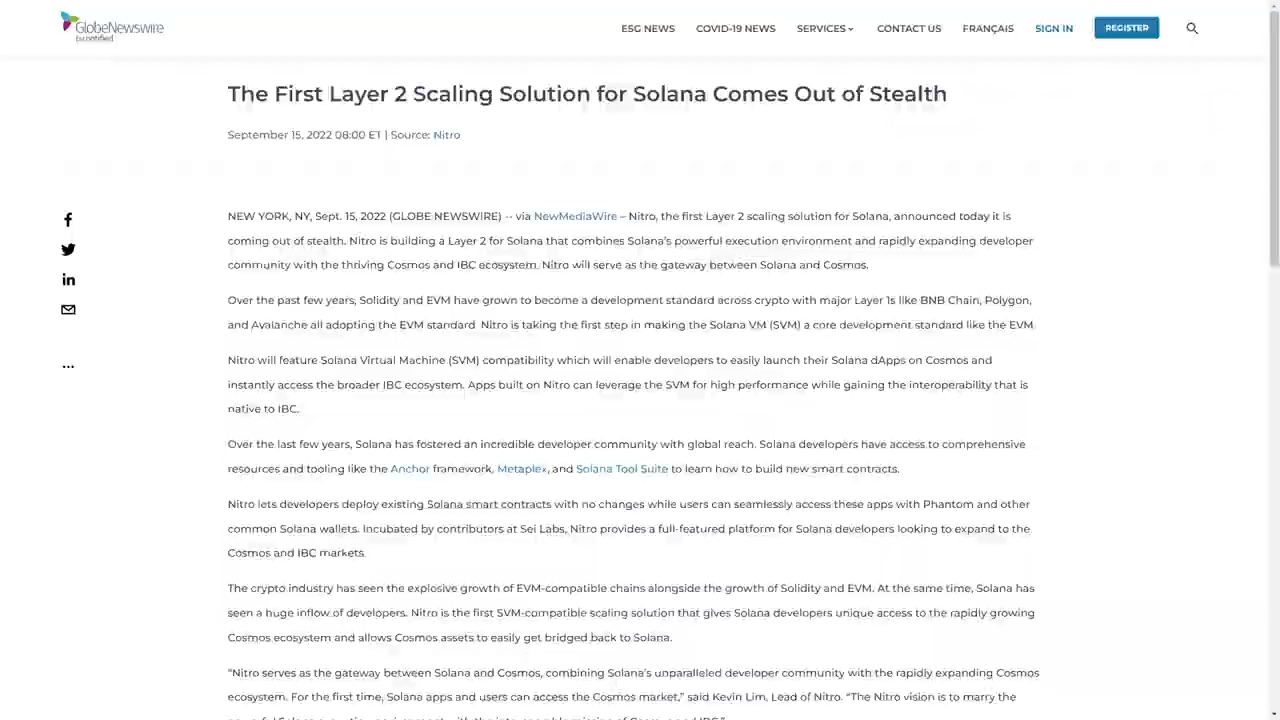 GlobeNewswire
by notified
ESG NEWS
COVID-19 NEWS
SERVICES
CONTACT US
FRANÇAIS
SIGN IN
REGISTER
The First Layer 2 Scaling Solution for Solana Comes Out of Stealth
September 15, 2022 08:00 ET | Source: Nitro
NEW YORK, NY, Sept. 15, 2022 (GLOBE NEWSWIRE) -- via NewMediaWire – Nitro, the first Layer 2 scaling solution for Solana, announced today it is
coming out of stealth. Nitro is building a Layer 2 for Solana that combines Solana's powerful execution environment and rapidly expanding developer
community with the thriving Cosmos and IBC ecosystem. Nitro will serve as the gateway between Solana and Cosmos.
Over the past few years, Solidity and EVM have grown to become a development standard across crypto with major Layer 1s like BNB Chain, Polygon,
and Avalanche all adopting the EVM standard. Nitro is taking the first step in making the Solana VM (SVM) a core development standard like the EVM.
Nitro will feature Solana Virtual Machine (SVM) compatibility which will enable developers to easily launch their Solana dApps on Cosmos and
instantly access the broader IBC ecosystem. Apps built on Nitro can leverage the SVM for high performance while gaining the interoperability that is
native to IBC.
Over the last few years, Solana has fostered an incredible developer community with global reach. Solana developers have access to comprehensive
resources and tooling like the Anchor framework, Metaplex, and Solana Tool Suite to learn how to build new smart contracts.
Nitro lets developers deploy existing Solana smart contracts with no changes while users can seamlessly access these apps with Phantom and other
common Solana wallets. Incubated by contributors at Sei Labs, Nitro provides a full-featured platform for Solana developers looking to expand to the
Cosmos and IBC markets.
The crypto industry has seen the explosive growth of EVM-compatible chains alongside the growth of Solidity and EVM. At the same time, Solana has
seen a huge inflow of developers. Nitro is the first SVM-compatible scaling solution that gives Solana developers unique access to the rapidly growing
Cosmos ecosystem and allows Cosmos assets to easily get bridged back to Solana.
“Nitro serves as the gateway between Solana and Cosmos, combining Solana's unparalleled developer community with the rapidly expanding Cosmos
ecosystem. For the first time, Solana apps and users can access the Cosmos market,” said Kevin Lim, Lead of Nitro. “The Nitro vision is to marry the